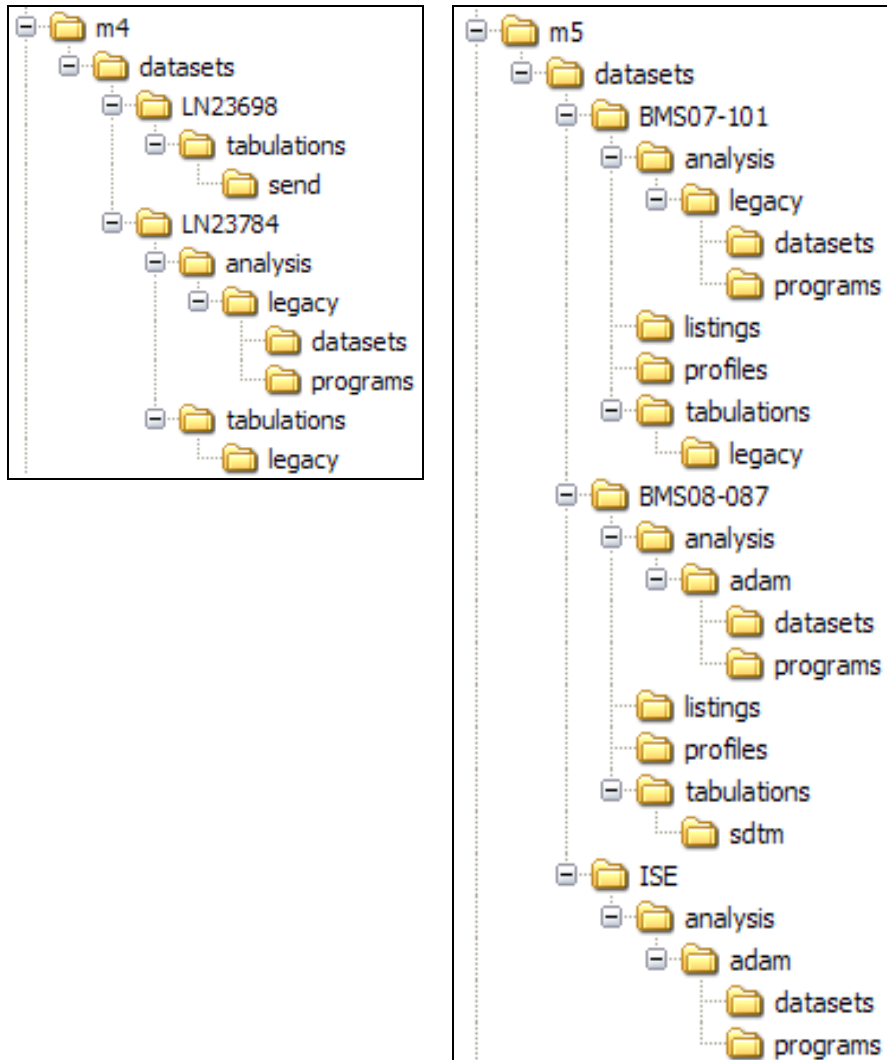 m4
datasets
LN23698
tabulations
send
LN23784
analysis
legacy
datasets
programs
tabulations
legacy
m5
datasets
BMS07-101
analysis
legacy
datasets
programs
listings
profiles
tabulations
legacy
BMS08-087
analysis
adam
datasets
programs
listings
profiles
tabulations
sdtm
ISE
analysis
adam
datasets
programs